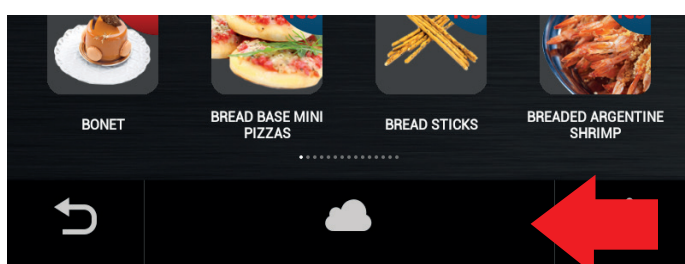 BONET
BREAD BASE MINI
PIZZAS
BREAD STICKS
BREADED ARGENTINE
SHRIMP